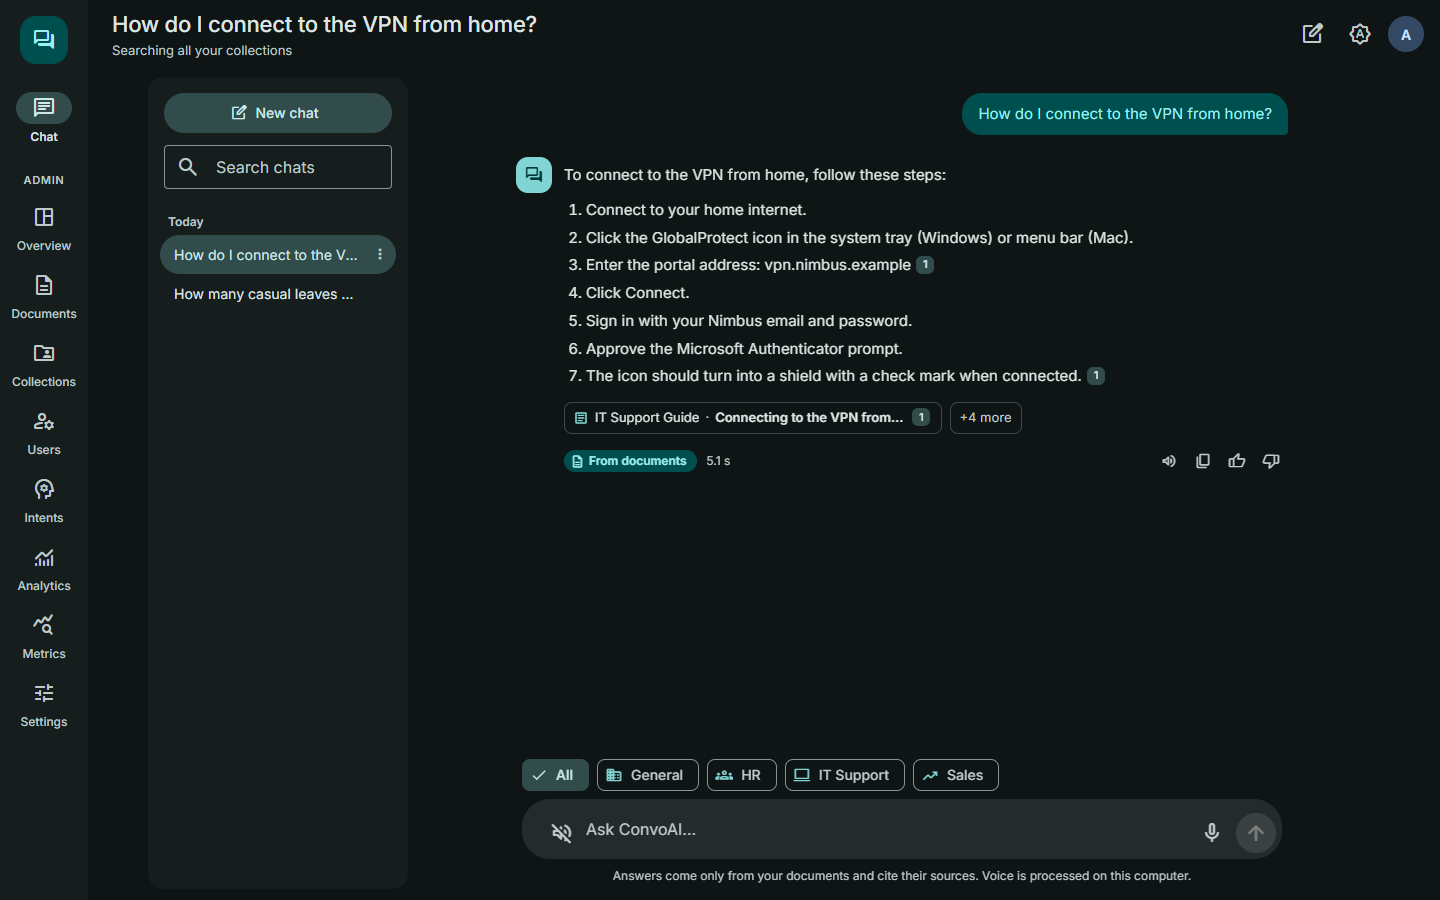 How do I connect to the VPN from home?
Searching all your collections
A
Chat
ADMIN
Overview
Documents
Collections
Users
Intents
Analytics
Metrics
Settings
New chat
Search chats
Today
How do I connect to the V...
How many casual leaves ...
How do I connect to the VPN from home?
To connect to the VPN from home, follow these steps:
1. Connect to your home internet.
2. Click the GlobalProtect icon in the system tray (Windows) or menu bar (Mac).
3. Enter the portal address: vpn.nimbus.example 1
4. Click Connect.
5. Sign in with your Nimbus email and password.
6. Approve the Microsoft Authenticator prompt.
7. The icon should turn into a shield with a check mark when connected. 1
IT Support Guide · Connecting to the VPN from... 1 +4 more
From documents 5.1 s
All General HR IT Support Sales
Ask ConvoAI...
Answers come only from your documents and cite their sources. Voice is processed on this computer.